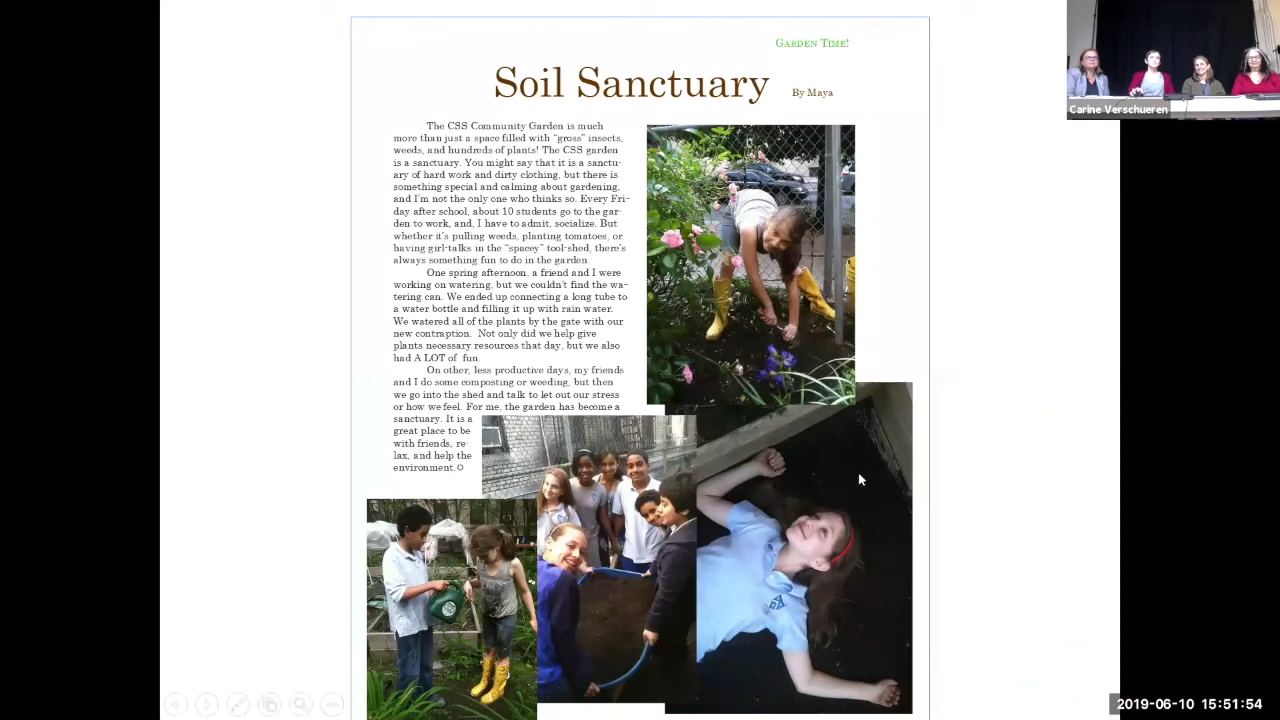 GARDEN TIME!
Soil Sanctuary
By Maya
The CSS Community Garden is much
more than just a space filled with “gross” insects,
weeds, and hundreds of plants! The CSS garden
is a sanctuary. You might say that it is a sanctu-
ary of hard work and dirty clothing, but there is
something special and calming about gardening,
and I'm not the only one who thinks so. Every Fri-
day after school, about 10 students go to the gar-
den to work, and, I have to admit, socialize. But
whether it's pulling weeds, planting tomatoes, or
having girl-talks in the “spacey” tool-shed, there's
always something fun to do in the garden.
One spring afternoon, a friend and I were
working on watering, but we couldn't find the wa-
tering can. We ended up connecting a long tube to
a water bottle and filling it up with rain water.
We watered all of the plants by the gate with our
new contraption. Not only did we help give
plants necessary resources that day, but we also
had A LOT of fun.
On other, less productive days, my friends
and I do some composting or weeding, but then
we go into the shed and talk to let out our stress
or how we feel. For me, the garden has become a
sanctuary. It is a
great place to be
with friends, re-
lax, and help the
environment.☼
Carine Verschueren
2019-06-10 15:51:54